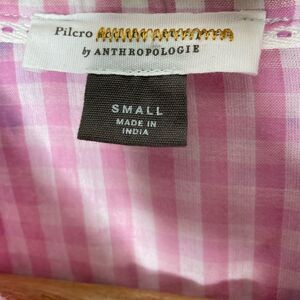 Pilcro
by ANTHROPOLOGIE
SMALL
MADE IN
INDIA